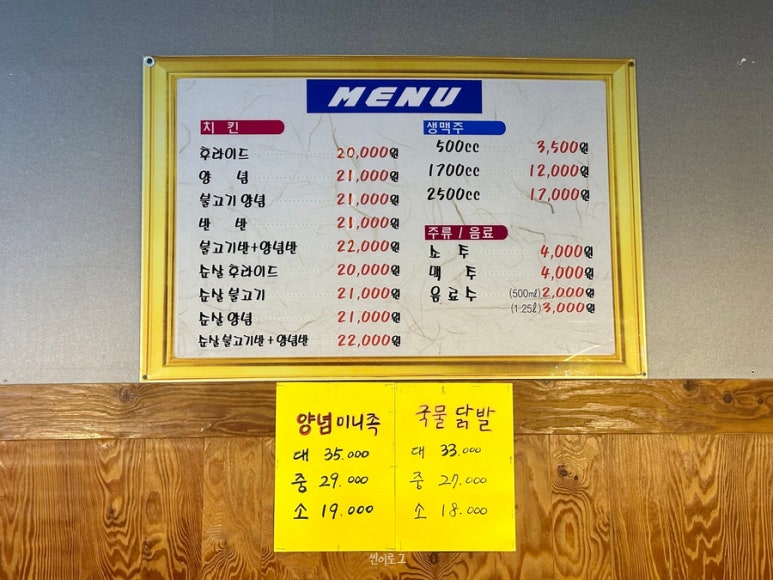 MENU
치 킨
후라이드 20,000원
양 념 21,000원
불고기 양념 21,000원
반 반 21,000원
불고기반+양념반 22,000원
순살 후라이드 20,000원
순살 불고기 21,000원
순살 양념 21,000원
순살 불고기반+양념반 22,000원
생맥주
500cc 3,500원
1700cc 12,000원
2500cc 17,000원
주류 / 음료
소 주 4,000원
맥 주 4,000원
음료수 (500㎖) 2,000원
(1.25ℓ) 3,000원
양념미니족
대 35.000
중 29.000
소 19.000
국물 닭발
대 33.000
중 27.000
소 18.000
찐이로그